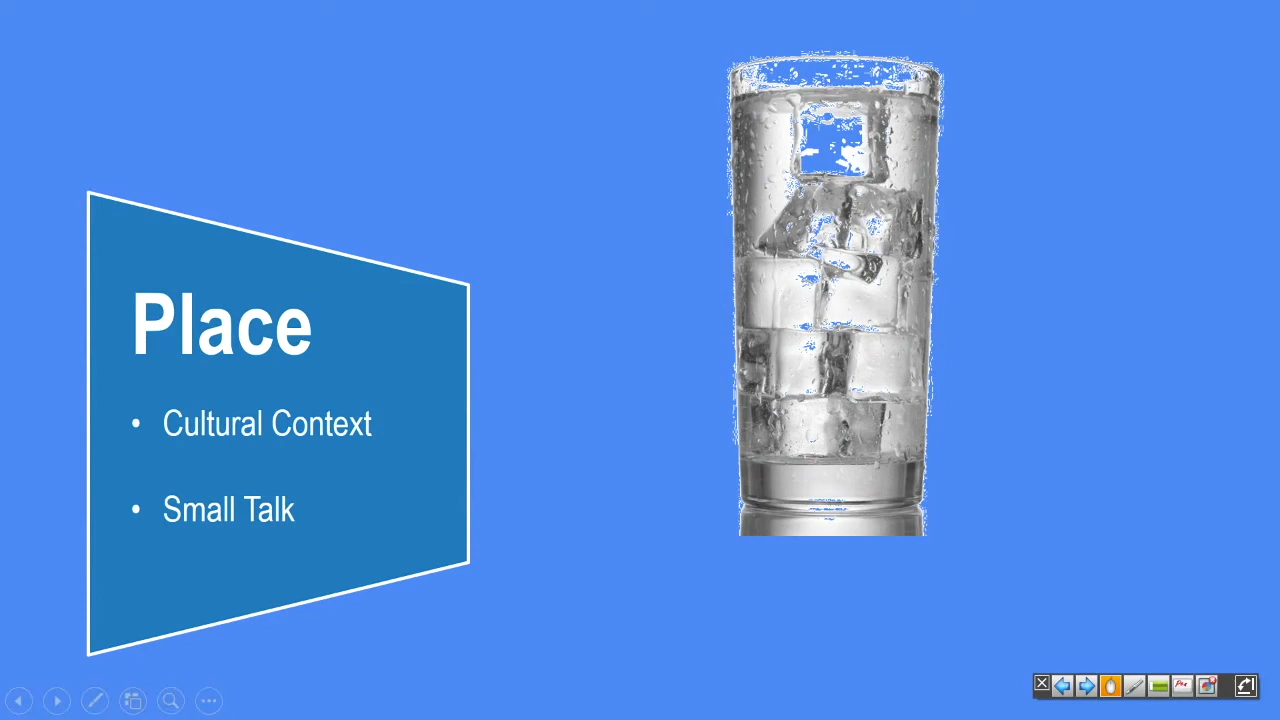 Place
• Cultural Context
• Small Talk